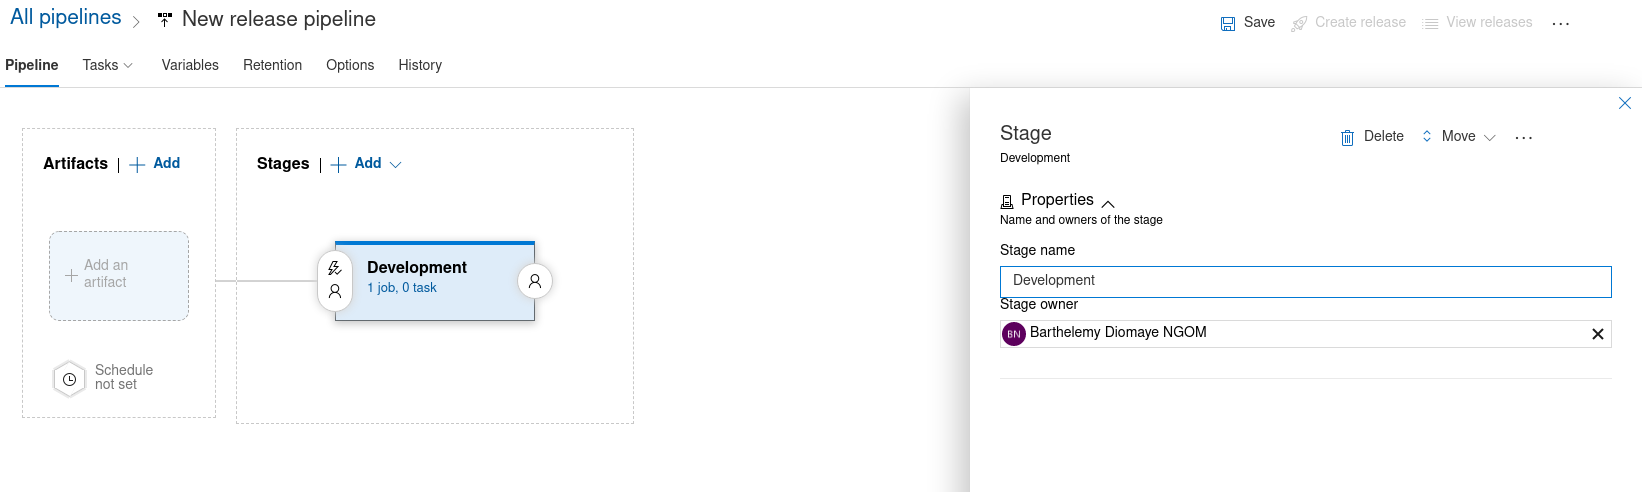 All pipelines
New release pipeline
Save
Create release
View releases
Pipeline
Tasks
Variables
Retention
Options
History
Artifacts | + Add
Stages | + Add
Add an
artifact
Schedule
not set
Development
1 job, 0 task
Stage
Development
Delete
Move
Properties
Name and owners of the stage
Stage name
Development
Stage owner
BN Barthelemy Diomaye NGOM